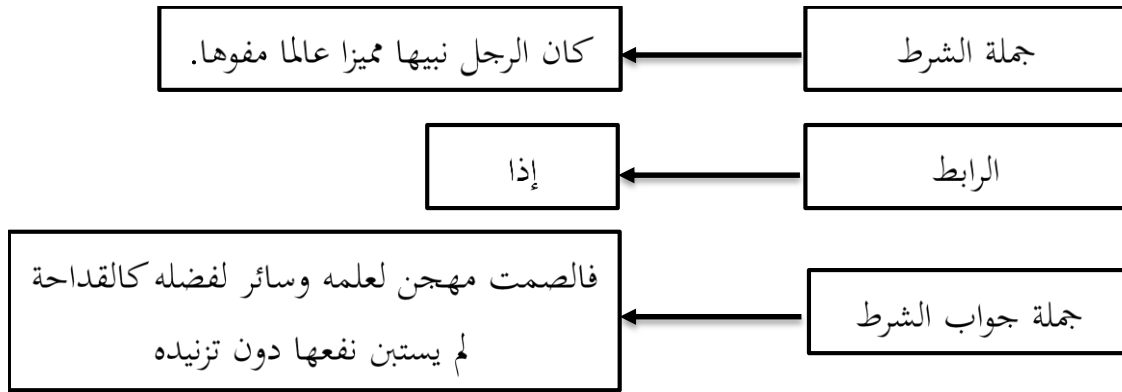 جملة الشرط
كان الرجل نبيها مميزا عالما مفوها.
الرابط
إذا
جملة جواب الشرط
فالصمت مهجن لعلمه وسائر لفضله كالقداحة
لم يستبن نفعها دون تزنيده